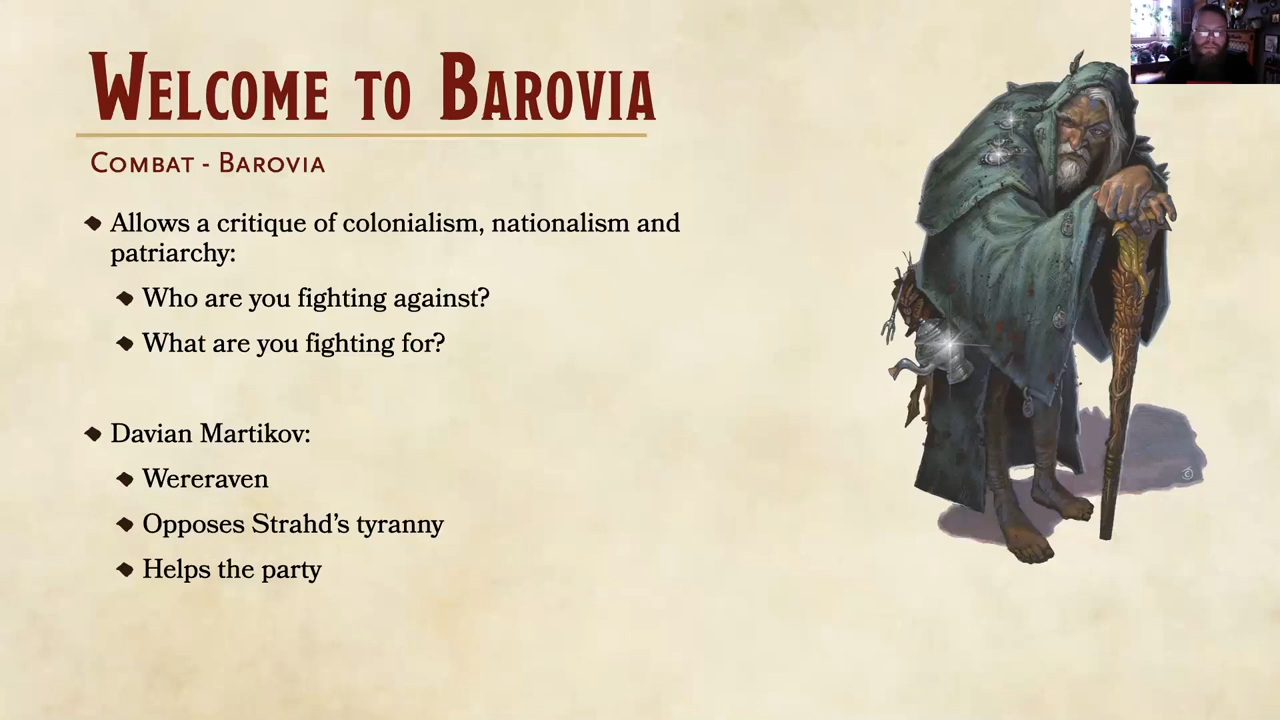 Welcome to Barovia
Combat - Barovia
Allows a critique of colonialism, nationalism and
patriarchy:
Who are you fighting against?
What are you fighting for?
Davian Martikov:
Wereraven
Opposes Strahd's tyranny
Helps the party